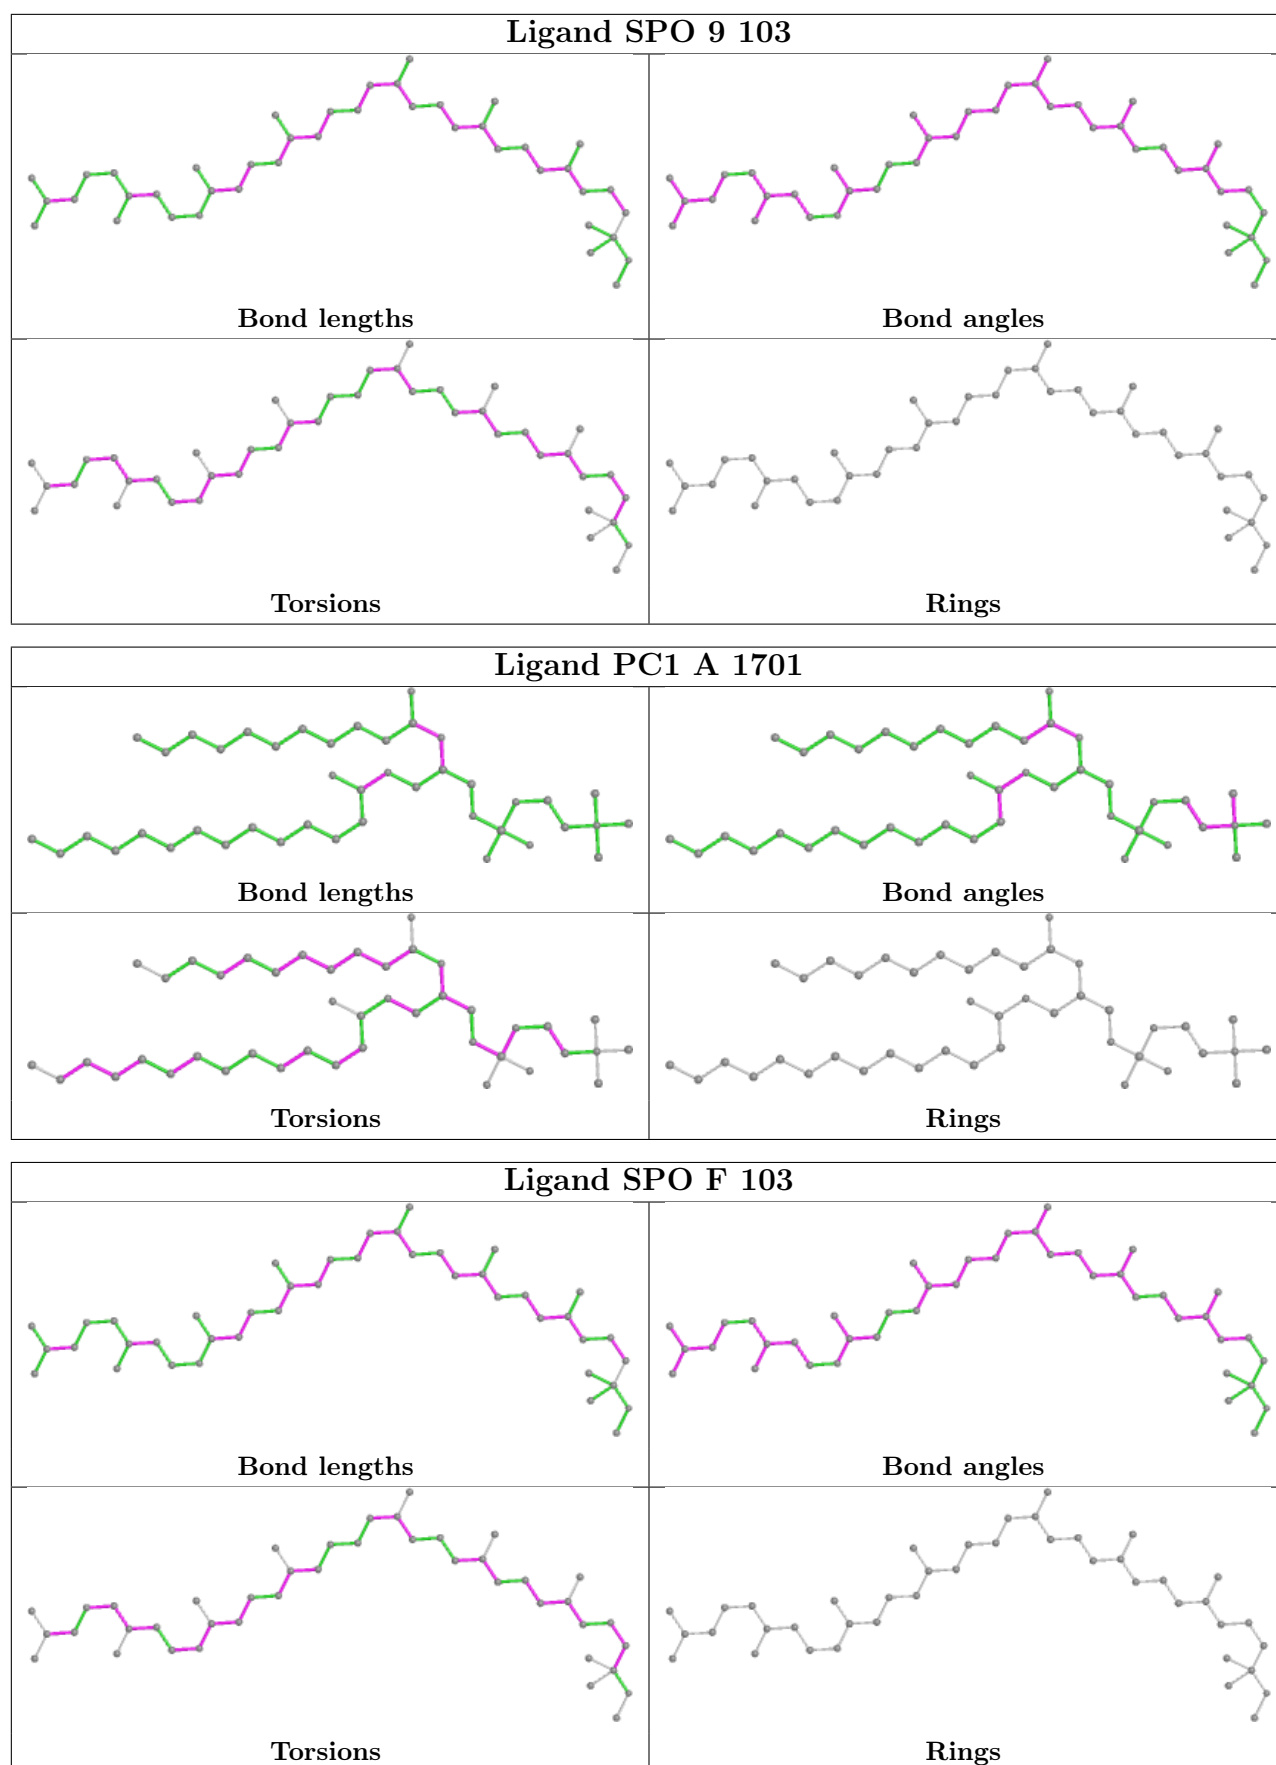 Ligand SPO 9 103
Bond lengths
Bond angles
Torsions
Rings
Ligand PC1 A 1701
Bond lengths
Bond angles
Torsions
Rings
Ligand SPO F 103
Bond lengths
Bond angles
Torsions
Rings